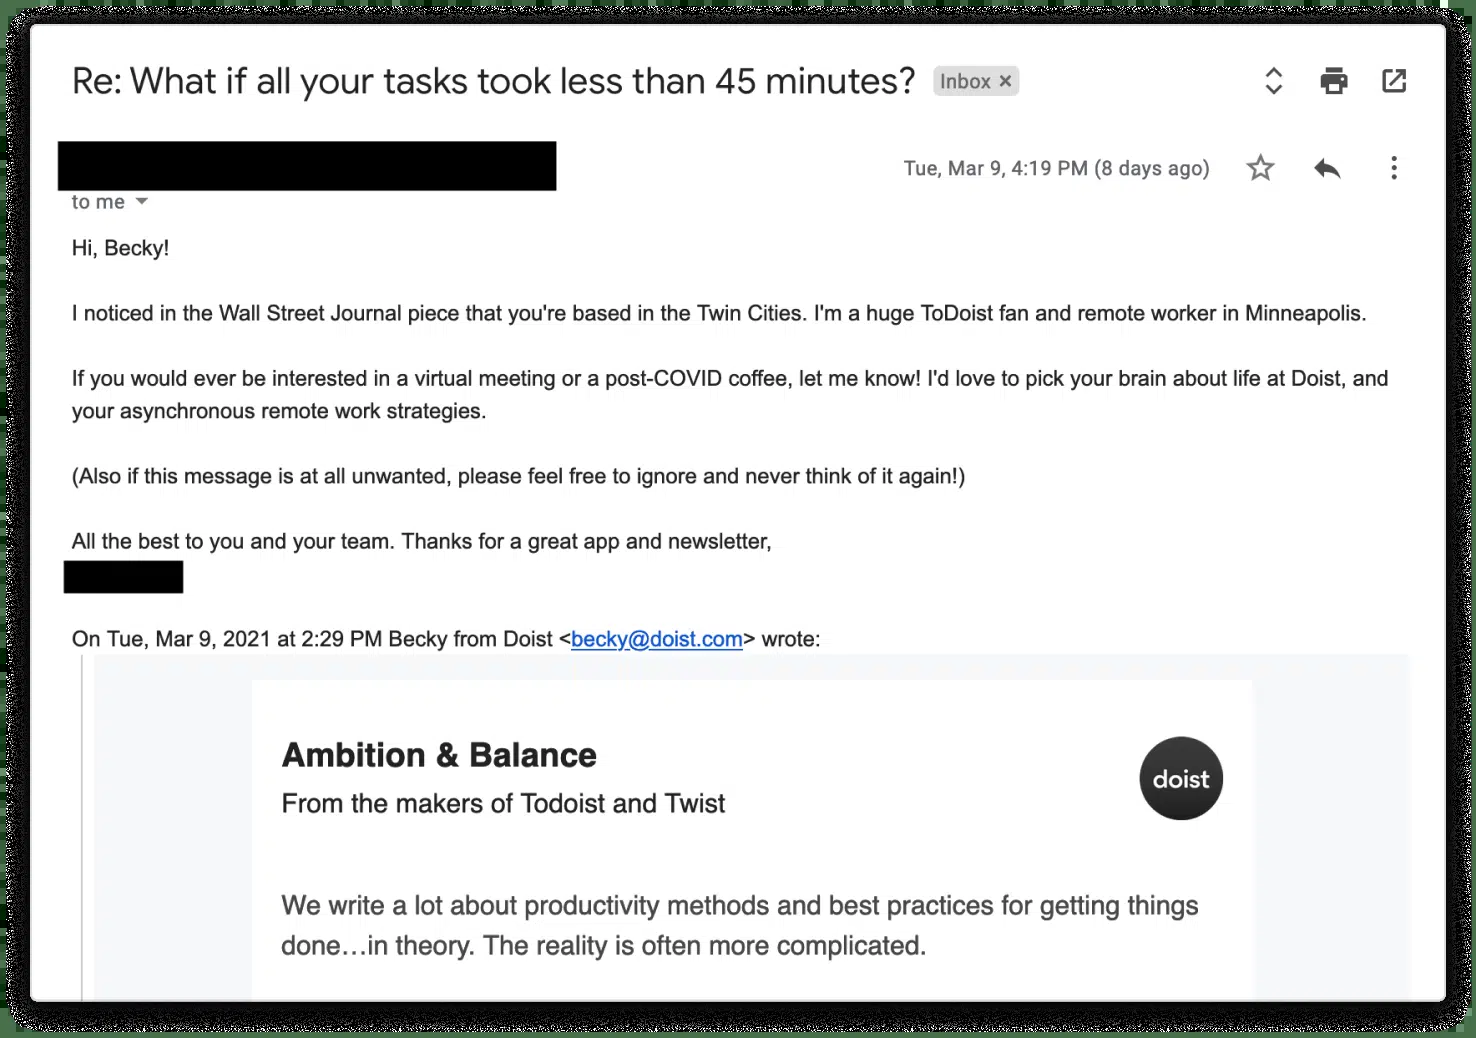 Re: What if all your tasks took less than 45 minutes? Inbox ×
Tue, Mar 9, 4:19 PM (8 days ago)
to me
Hi, Becky!
I noticed in the Wall Street Journal piece that you're based in the Twin Cities. I'm a huge ToDoist fan and remote worker in Minneapolis.
If you would ever be interested in a virtual meeting or a post-COVID coffee, let me know! I'd love to pick your brain about life at Doist, and
your asynchronous remote work strategies.
(Also if this message is at all unwanted, please feel free to ignore and never think of it again!)
All the best to you and your team. Thanks for a great app and newsletter,
On Tue, Mar 9, 2021 at 2:29 PM Becky from Doist <becky@doist.com> wrote:
Ambition & Balance
doist
From the makers of Todoist and Twist
We write a lot about productivity methods and best practices for getting things
done…in theory. The reality is often more complicated.